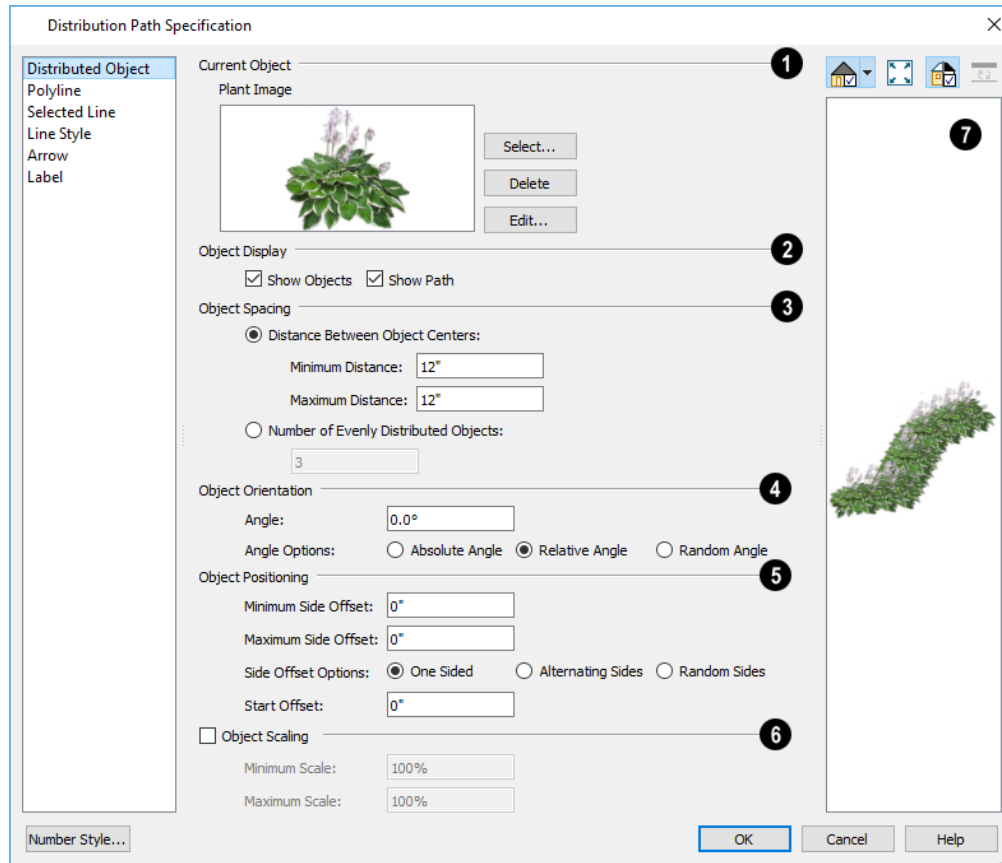 Distribution Path Specification
Distributed Object
Polyline
Selected Line
Line Style
Arrow
Label
Current Object 1
Plant Image
Select...
Delete
Edit...
Object Display 2
Show Objects Show Path
Object Spacing 3
Distance Between Object Centers:
Minimum Distance: 12"
Maximum Distance: 12"
Number of Evenly Distributed Objects:
3
Object Orientation 4
Angle: 0.0°
Angle Options: Absolute Angle Relative Angle Random Angle
Object Positioning 5
Minimum Side Offset: 0"
Maximum Side Offset: 0"
Side Offset Options: One Sided Alternating Sides Random Sides
Start Offset: 0"
Object Scaling 6
Minimum Scale: 100%
Maximum Scale: 100%
7
Number Style... OK Cancel Help